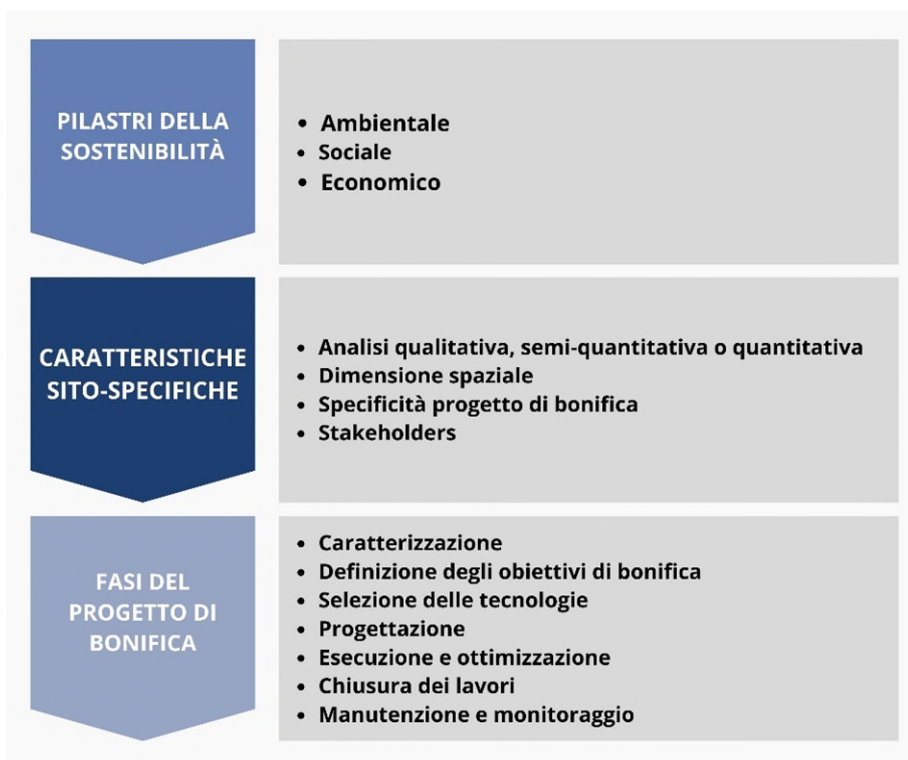 PILASTRI DELLA
SOSTENIBILITÀ
• Ambientale
• Sociale
• Economico
CARATTERISTICHE
SITO-SPECIFICHE
• Analisi qualitativa, semi-quantitativa o quantitativa
• Dimensione spaziale
• Specificità progetto di bonifica
• Stakeholders
FASI DEL
PROGETTO DI
BONIFICA
• Caratterizzazione
• Definizione degli obiettivi di bonifica
• Selezione delle tecnologie
• Progettazione
• Esecuzione e ottimizzazione
• Chiusura dei lavori
• Manutenzione e monitoraggio